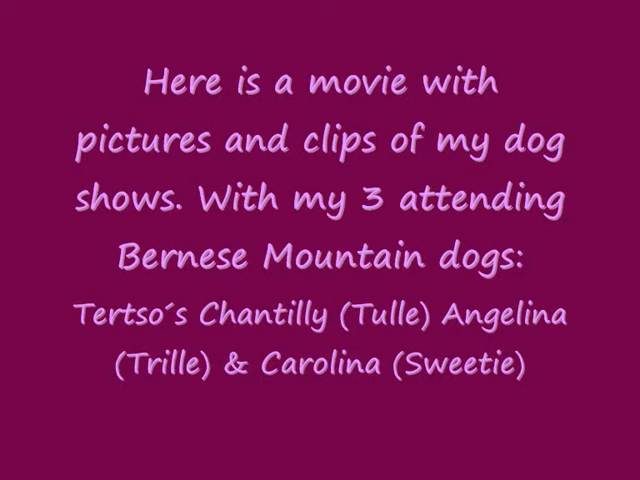 Here is a movie with
pictures and clips of my dog
shows. With my 3 attending
Bernese Mountain dogs:
Tertso´s Chantilly (Tulle) Angelina
(Trille) & Carolina (Sweetie)